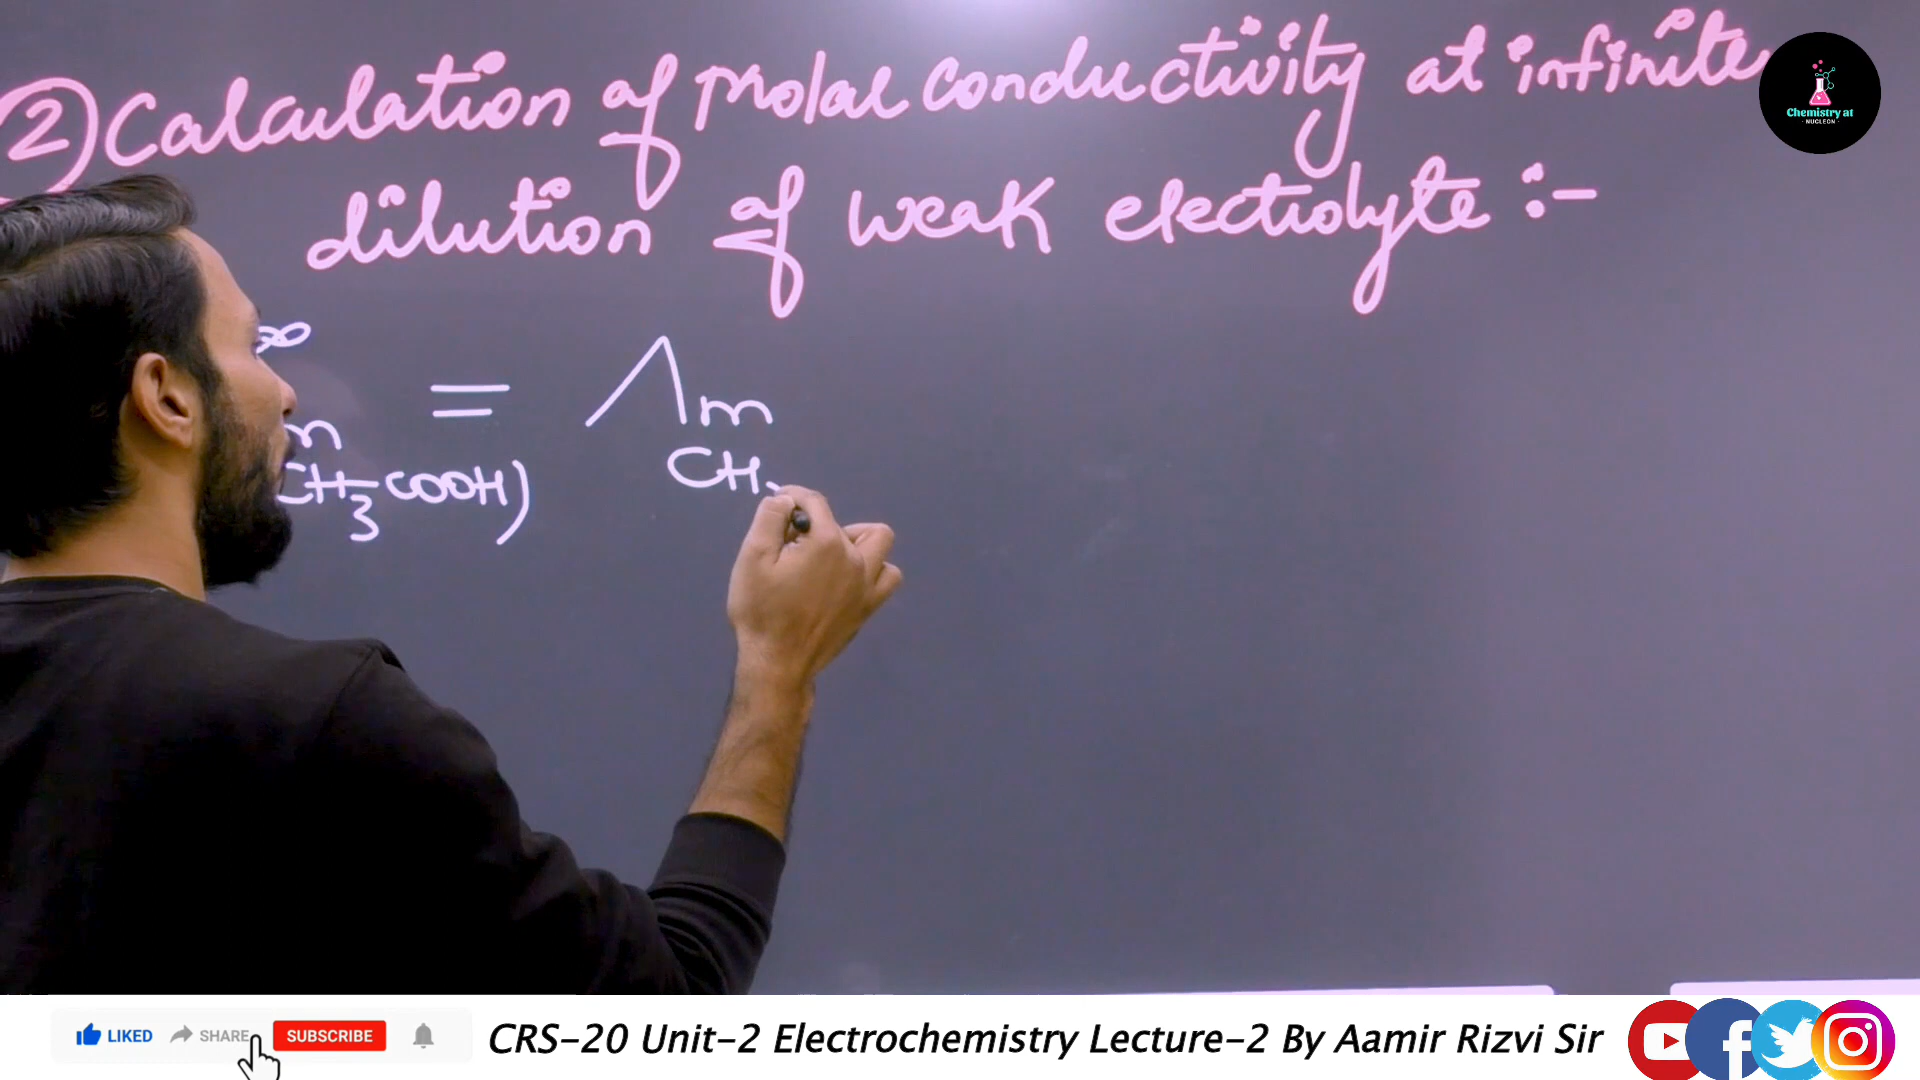 2) Calculation of Molar Conductivity at infinite
dilution of weak electrolyte :-
∞
= Λm
m
CH3COOH)
CH
Chemistry at
NUCLEON
LIKED
SHARE
SUBSCRIBE
CRS-20 Unit-2 Electrochemistry Lecture-2 By Aamir Rizvi Sir